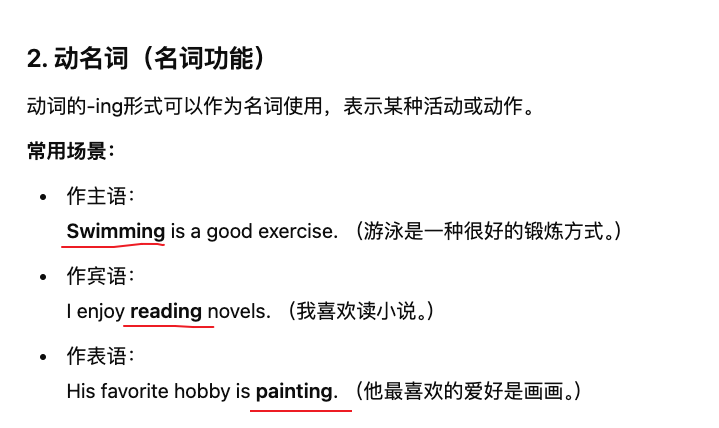 2. 动名词（名词功能）
动词的-ing形式可以作为名词使用，表示某种活动或动作。
常用场景：
• 作主语：
Swimming is a good exercise. （游泳是一种很好的锻炼方式。）
• 作宾语：
I enjoy reading novels. （我喜欢读小说。）
• 作表语：
His favorite hobby is painting. （他最喜欢的爱好是画画。）